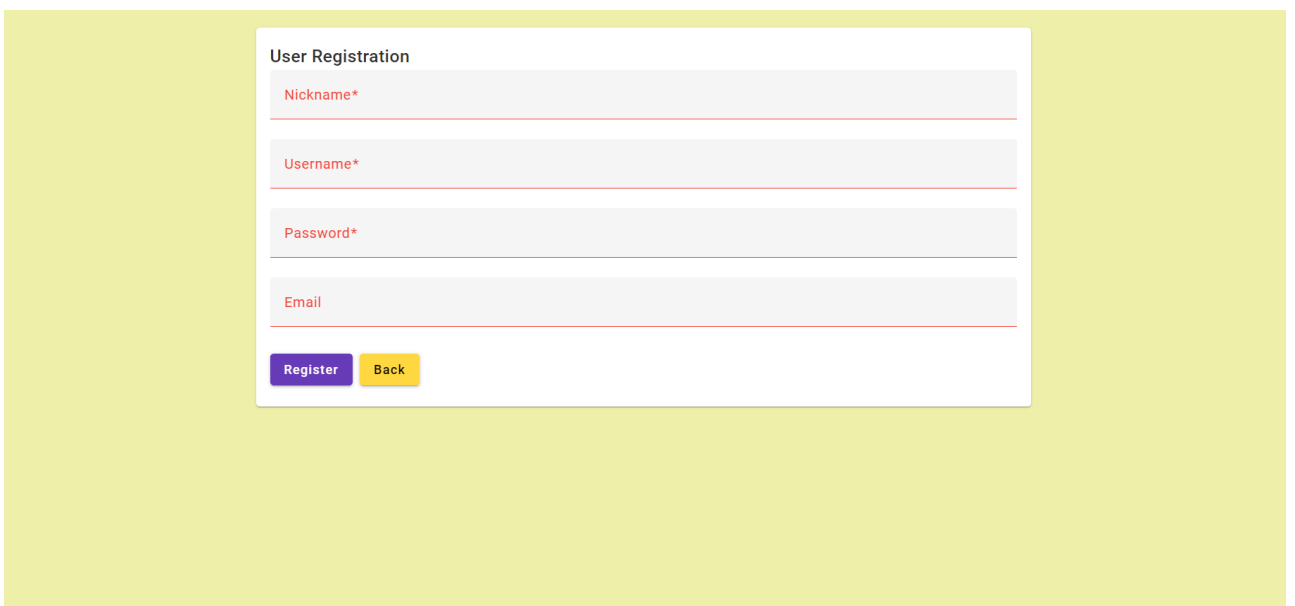 User Registration
Nickname*
Username*
Password*
Email
Register Back